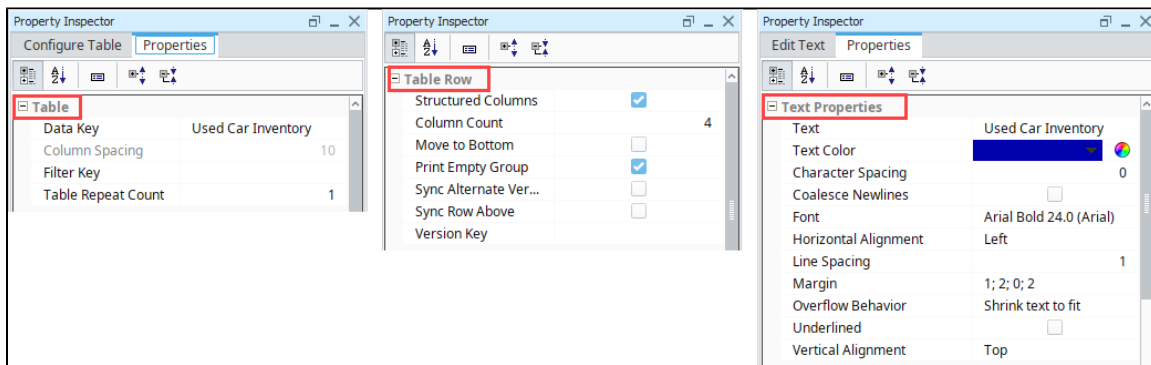 Property Inspector
Configure Table Properties
Table
Data Key Used Car Inventory
Column Spacing 10
Filter Key
Table Repeat Count 1
Property Inspector
Table Row
Structured Columns
Column Count 4
Move to Bottom
Print Empty Group
Sync Alternate Ver...
Sync Row Above
Version Key
Property Inspector
Edit Text Properties
Text Properties
Text Used Car Inventory
Text Color
Character Spacing 0
Coalesce Newlines
Font Arial Bold 24.0 (Arial)
Horizontal Alignment Left
Line Spacing 1
Margin 1; 2; 0; 2
Overflow Behavior Shrink text to fit
Underlined
Vertical Alignment Top